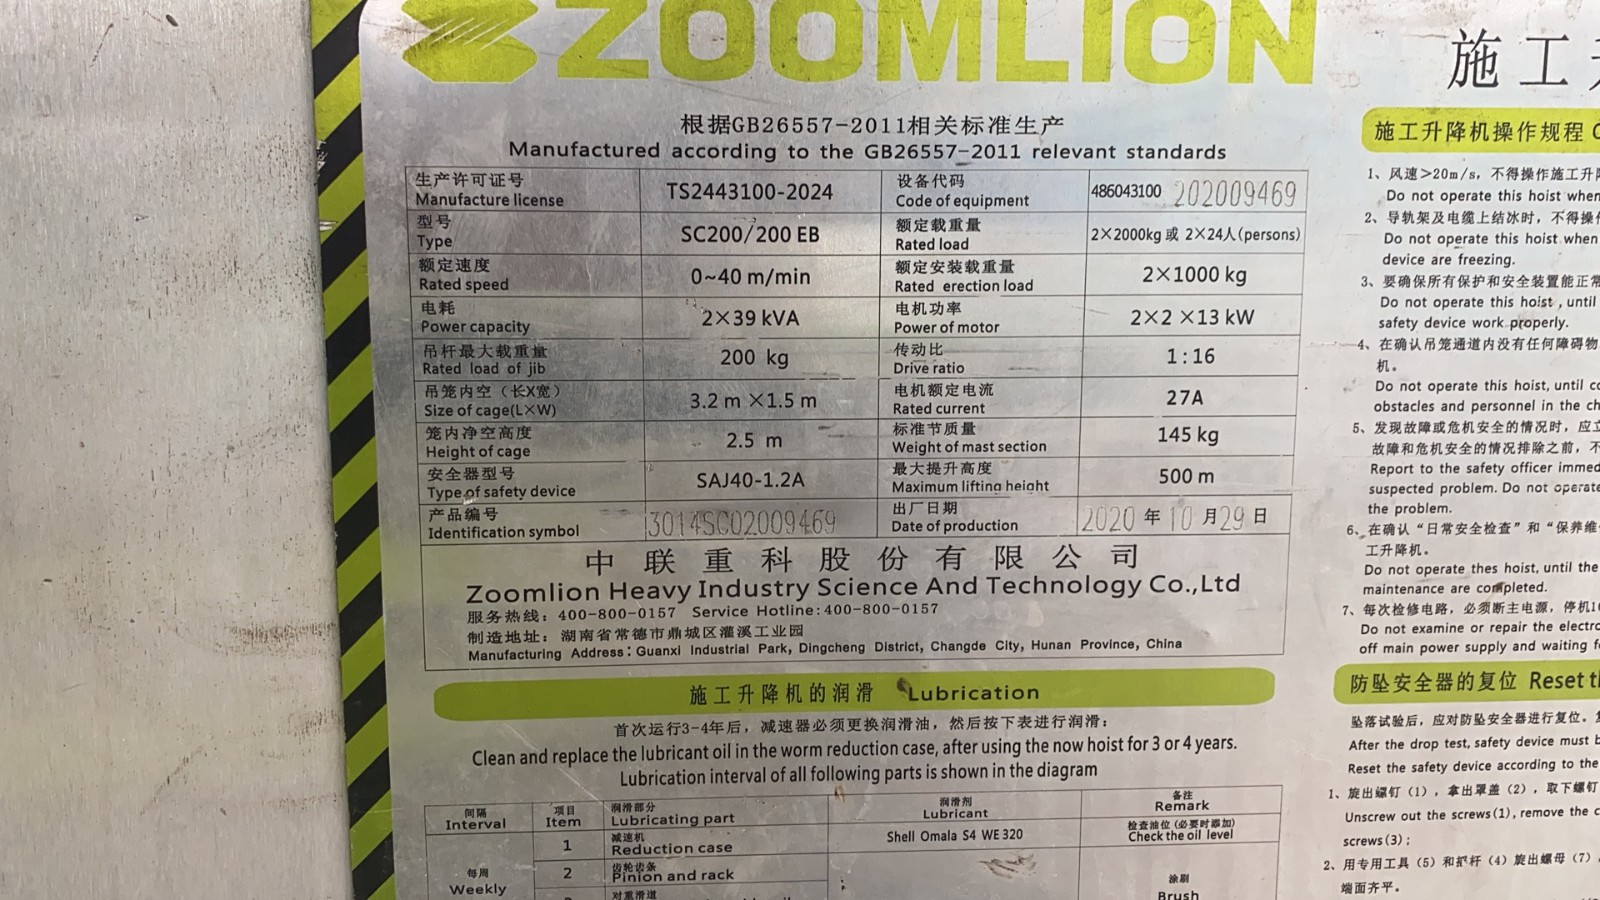 ZOOMLION
根据GB26557-2011相关标准生产
Manufactured according to the GB26557-2011 relevant standards
生产许可证号 TS2443100-2024 设备代码 486043100 202009469
Manufacture license Code of equipment
型号 SC200/200 EB 额定载重量 2×2000kg 或 2×24人(persons)
Type Rated load
额定速度 0~40 m/min 额定安装载重量 2×1000 kg
Rated speed Rated erection load
电耗 2×39 kVA 电机功率 2×2 ×13 kW
Power capacity Power of motor
吊杆最大载重量 200 kg 传动比 1:16
Rated load of jib Drive ratio
吊笼内空（长X宽） 3.2 m ×1.5 m 电机额定电流 27A
Size of cage(L×W) Rated current
笼内净空高度 2.5 m 标准节质量 145 kg
Height of cage Weight of mast section
安全器型号 SAJ40-1.2A 最大提升高度 500 m
Type of safety device Maximum lifting height
产品编号 3014SC02009469 出厂日期 2020 年 10 月 29 日
Identification symbol Date of production
中联重科股份有限公司
Zoomlion Heavy Industry Science And Technology Co.,Ltd
服务热线：400-800-0157 Service Hotline:400-800-0157
制造地址：湖南省常德市鼎城区灌溪工业园
Manufacturing Address：Guanxi Industrial Park, Dingcheng District, Changde City, Hunan Province, China
施工升降机的润滑 Lubrication
首次运行3-4年后，减速器必须更换润滑油，然后按下表进行润滑：
Clean and replace the lubricant oil in the worm reduction case, after using the now hoist for 3 or 4 years.
Lubrication interval of all following parts is shown in the diagram
间隔 项目 润滑部分 润滑剂 备注
Interval Item Lubricating part Lubricant Remark
每周 1 减速机 Shell Omala S4 WE 320 检查油位（必要时添加）
Weekly Reduction case Check the oil level
2 齿轮齿条 涂刷
Pinion and rack Brush
对重滑道
施工
施工升降机操作规程
1、风速>20m/s，不得操作施工升
Do not operate this hoist when
2、导轨架及电缆上结冰时，不得操
Do not operate this hoist when
device are freezing.
3、要确保所有保护和安全装置能正常
Do not operate this hoist , until
safety device work properly.
4、在确认吊笼通道内没有任何障碍物
机。
Do not operate this hoist, until
obstacles and personnel in the
5、发现故障或危机安全的情况时，应
故障和危机安全的情况排除之前，不
Report to the safety officer
suspected problem. Do not operate
the problem.
6、在确认“日常安全检查”和“保养
工升降机。
Do not operate thes hoist, until the
maintenance are completed.
7、每次检修电路，必须断主电源，停机
Do not examine or repair the
off main power supply and waiting
防坠安全器的复位 Reset
坠落试验后，应对防坠安全器进行复位。
After the drop test, safety device must
Reset the safety device according to the
1、旋出螺钉（1），拿出罩盖（2），取下螺钉
Unscrew out the screws(1), remove the
screws(3)；
2、用专用工具（5）和扳杆（4）旋出螺母（7）
端面齐平。